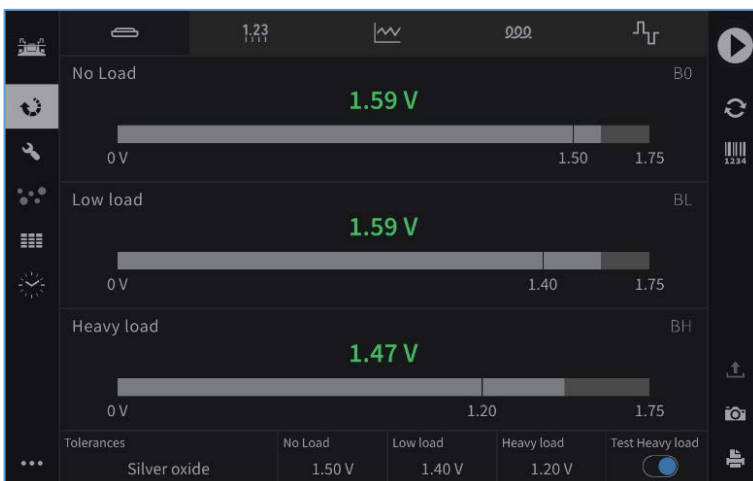 1.23
No Load B0
1.59 V
0 V 1.50 1.75
1234
Low load BL
1.59 V
0 V 1.40 1.75
Heavy load BH
1.47 V
0 V 1.20 1.75
Tolerances No Load Low load Heavy load Test Heavy load
Silver oxide 1.50 V 1.40 V 1.20 V